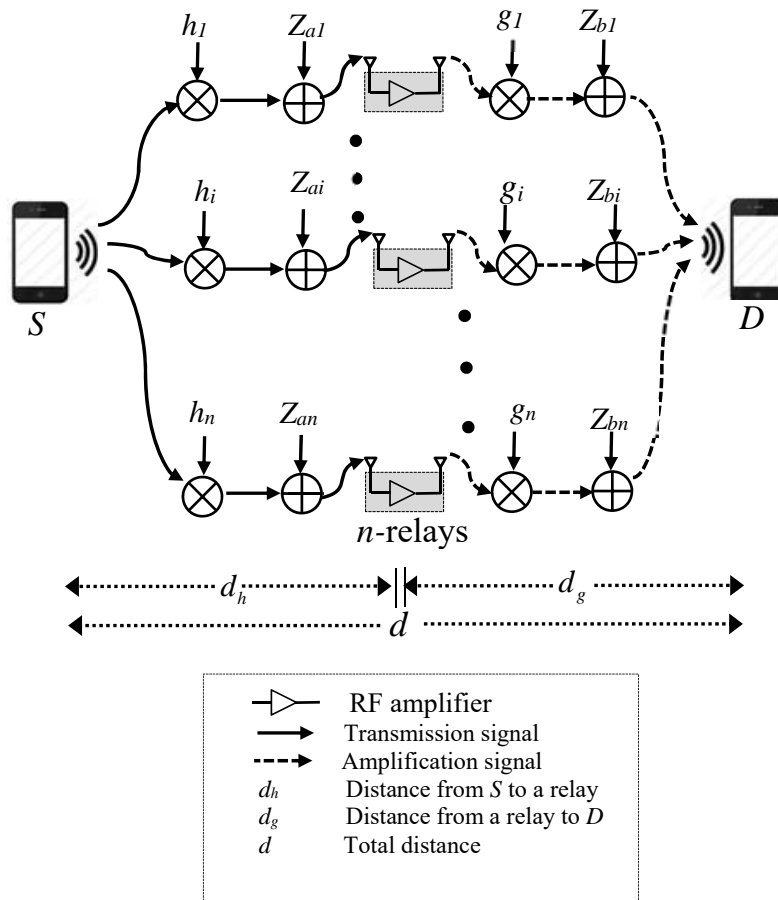 h1 Za1 g1 Zb1
hi Zai gi Zbi
S D
hn Zan gn Zbn
n-relays
dh dg
d
RF amplifier
Transmission signal
Amplification signal
dh Distance from S to a relay
dg Distance from a relay to D
d Total distance